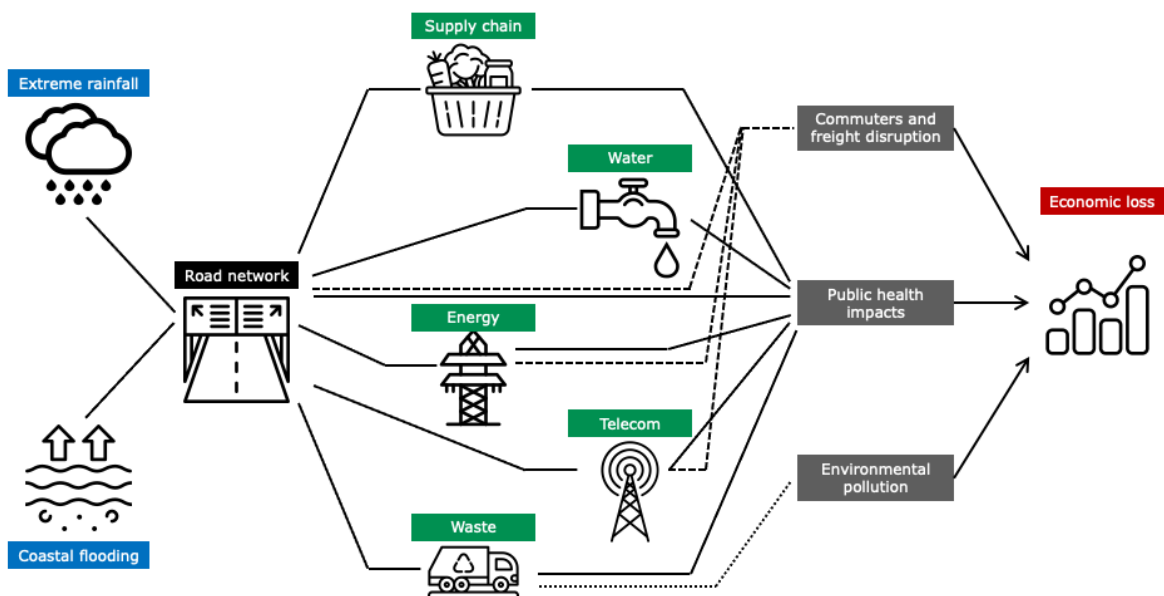 Supply chain
Extreme rainfall
Commuters and
freight disruption
Water
Economic loss
Road network
Public health
impacts
Energy
Telecom
Environmental
pollution
Waste
Coastal flooding